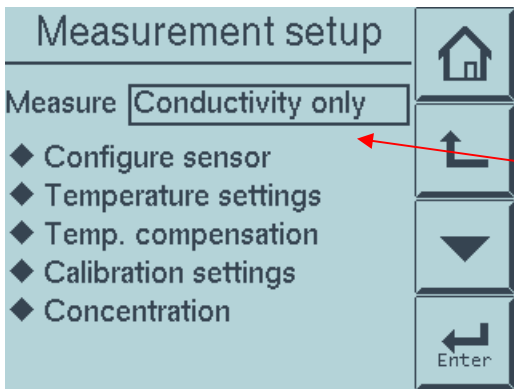 Measurement setup
Measure Conductivity only
Configure sensor
Temperature settings
Temp. compensation
Calibration settings
Concentration
Enter